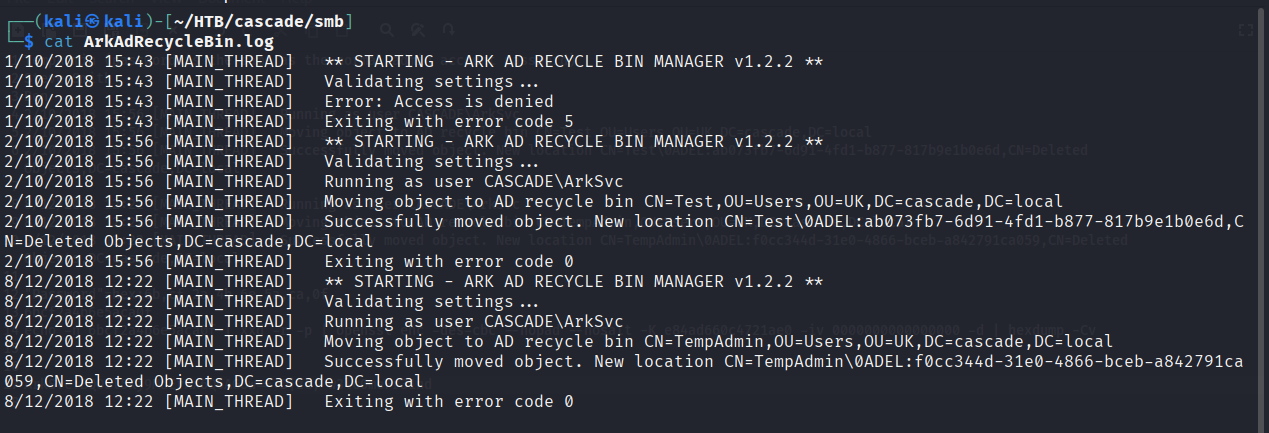 ┌──(kali㉿kali)-[~/HTB/cascade/smb]
└─$ cat ArkAdRecycleBin.log
1/10/2018 15:43 [MAIN_THREAD]   ** STARTING - ARK AD RECYCLE BIN MANAGER v1.2.2 **
1/10/2018 15:43 [MAIN_THREAD]   Validating settings...
1/10/2018 15:43 [MAIN_THREAD]   Error: Access is denied
1/10/2018 15:43 [MAIN_THREAD]   Exiting with error code 5
2/10/2018 15:56 [MAIN_THREAD]   ** STARTING - ARK AD RECYCLE BIN MANAGER v1.2.2 **
2/10/2018 15:56 [MAIN_THREAD]   Validating settings...
2/10/2018 15:56 [MAIN_THREAD]   Running as user CASCADE\ArkSvc
2/10/2018 15:56 [MAIN_THREAD]   Moving object to AD recycle bin CN=Test,OU=Users,OU=UK,DC=cascade,DC=local
2/10/2018 15:56 [MAIN_THREAD]   Successfully moved object. New location CN=Test\0ADEL:ab073fb7-6d91-4fd1-b877-817b9e1b0e6d,C
N=Deleted Objects,DC=cascade,DC=local
2/10/2018 15:56 [MAIN_THREAD]   Exiting with error code 0
8/12/2018 12:22 [MAIN_THREAD]   ** STARTING - ARK AD RECYCLE BIN MANAGER v1.2.2 **
8/12/2018 12:22 [MAIN_THREAD]   Validating settings...
8/12/2018 12:22 [MAIN_THREAD]   Running as user CASCADE\ArkSvc
8/12/2018 12:22 [MAIN_THREAD]   Moving object to AD recycle bin CN=TempAdmin,OU=Users,OU=UK,DC=cascade,DC=local
8/12/2018 12:22 [MAIN_THREAD]   Successfully moved object. New location CN=TempAdmin\0ADEL:f0cc344d-31e0-4866-bceb-a842791ca
059,CN=Deleted Objects,DC=cascade,DC=local
8/12/2018 12:22 [MAIN_THREAD]   Exiting with error code 0